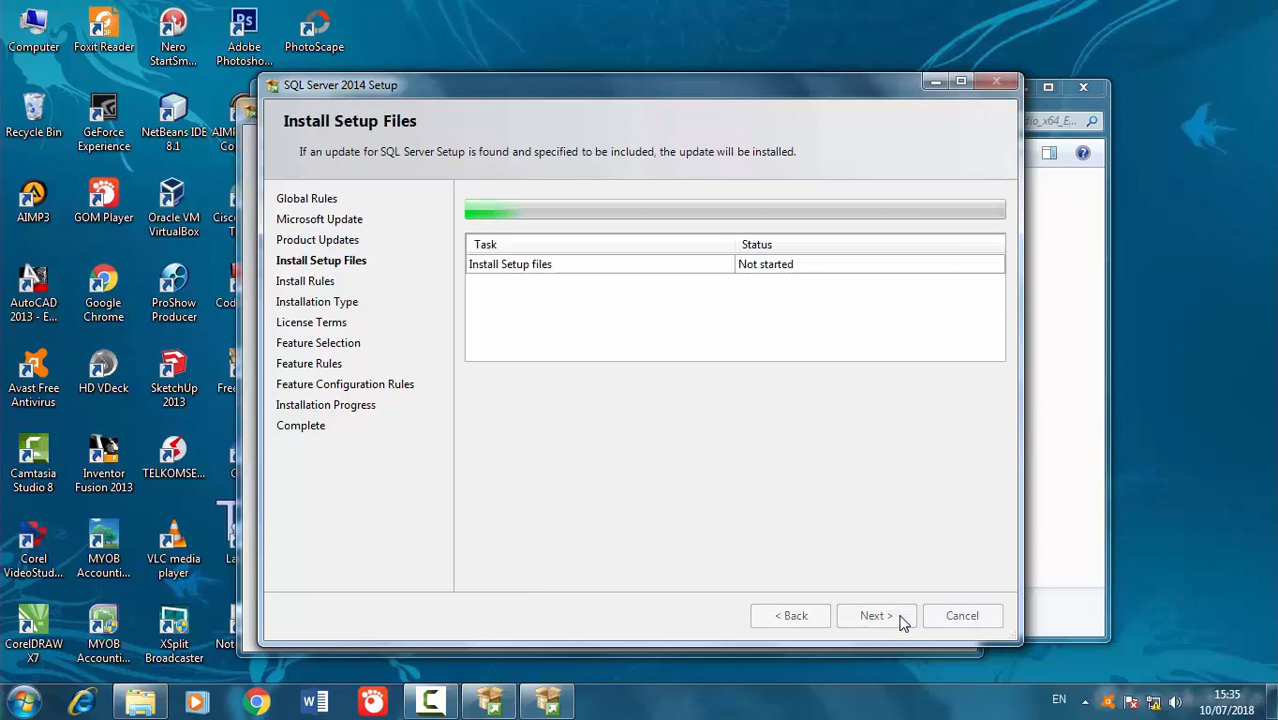 Computer
Foxit Reader
Nero
StartSm...
Adobe
Photosho...
PhotoScape
Recycle Bin
GeForce
Experience
NetBeans IDE
8.1
AIMP3
GOM Player
Oracle VM
VirtualBox
AutoCAD
2013 - E...
Google
Chrome
ProShow
Producer
Avast Free
Antivirus
HD VDeck
SketchUp
2013
Camtasia
Studio 8
Inventor
Fusion 2013
TELKOMSE...
Corel
VideoStud...
MYOB
Accounti...
VLC media
player
CorelDRAW
X7
MYOB
Accounti...
XSplit
Broadcaster
SQL Server 2014 Setup
Install Setup Files
If an update for SQL Server Setup is found and specified to be included, the update will be installed.
Global Rules
Microsoft Update
Product Updates
Install Setup Files
Install Rules
Installation Type
License Terms
Feature Selection
Feature Rules
Feature Configuration Rules
Installation Progress
Complete
Task Status
Install Setup files Not started
< Back Next > Cancel
dio_x64_E...
EN
15:35
10/07/2018